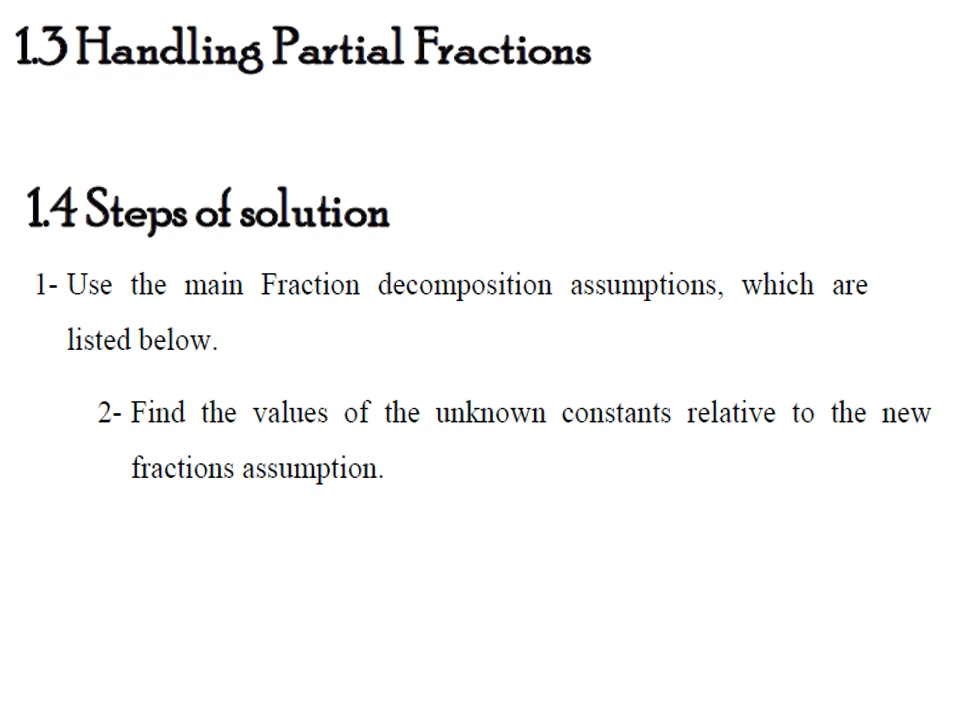 1.3 Handling Partial Fractions
1.4 Steps of solution
1- Use the main Fraction decomposition assumptions, which are
listed below.
2- Find the values of the unknown constants relative to the new
fractions assumption.